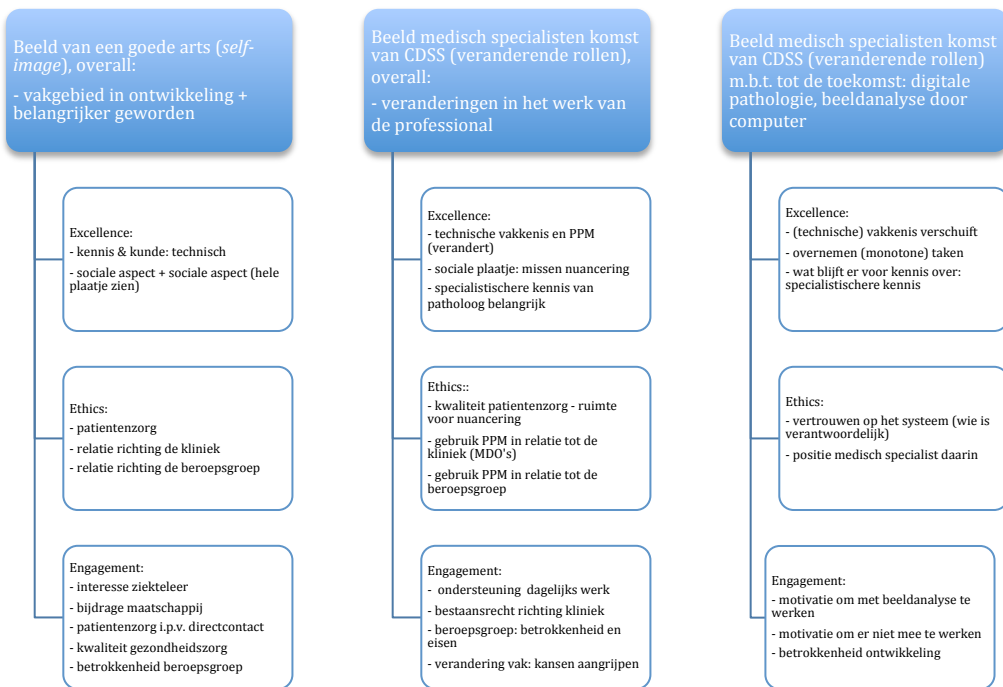 Beeld van een goede arts (self-
image), overall:
- vakgebied in ontwikkeling +
belangrijker geworden
Excellence:
- kennis & kunde: technisch
- sociale aspect + sociale aspect (hele
plaatje zien)
Ethics:
- patientenzorg
- relatie richting de kliniek
- relatie richting de beroepsgroep
Engagement:
- interesse ziekteleer
- bijdrage maatschappij
- patientenzorg i.p.v. directcontact
- kwaliteit gezondheidszorg
- betrokkenheid beroepsgroep
Beeld medisch specialisten komst
van CDSS (veranderende rollen),
overall:
- veranderingen in het werk van
de professional
Excellence:
- technische vakkenis en PPM
(verandert)
- sociale plaatje: missen nuancering
- specialistischere kennis van
patholoog belangrijk
Ethics::
- kwaliteit patientenzorg - ruimte
voor nuancering
- gebruik PPM in relatie tot de
kliniek (MDO's)
- gebruik PPM in relatie tot de
beroepsgroep
Engagement:
- ondersteuning dagelijks werk
- bestaansrecht richting kliniek
- beroepsgroep: betrokkenheid en
eisen
- verandering vak: kansen aangrijpen
Beeld medisch specialisten komst
van CDSS (veranderende rollen)
m.b.t. tot de toekomst: digitale
pathologie, beeldanalyse door
computer
Excellence:
- (technische) vakkenis verschuift
- overnemen (monotone) taken
- wat blijft er voor kennis over:
specialistischere kennis
Ethics:
- vertrouwen op het systeem (wie is
verantwoordelijk)
- positie medisch specialist daarin
Engagement:
- motivatie om met beeldanalyse te
werken
- motivatie om er niet mee te werken
- betrokkenheid ontwikkeling